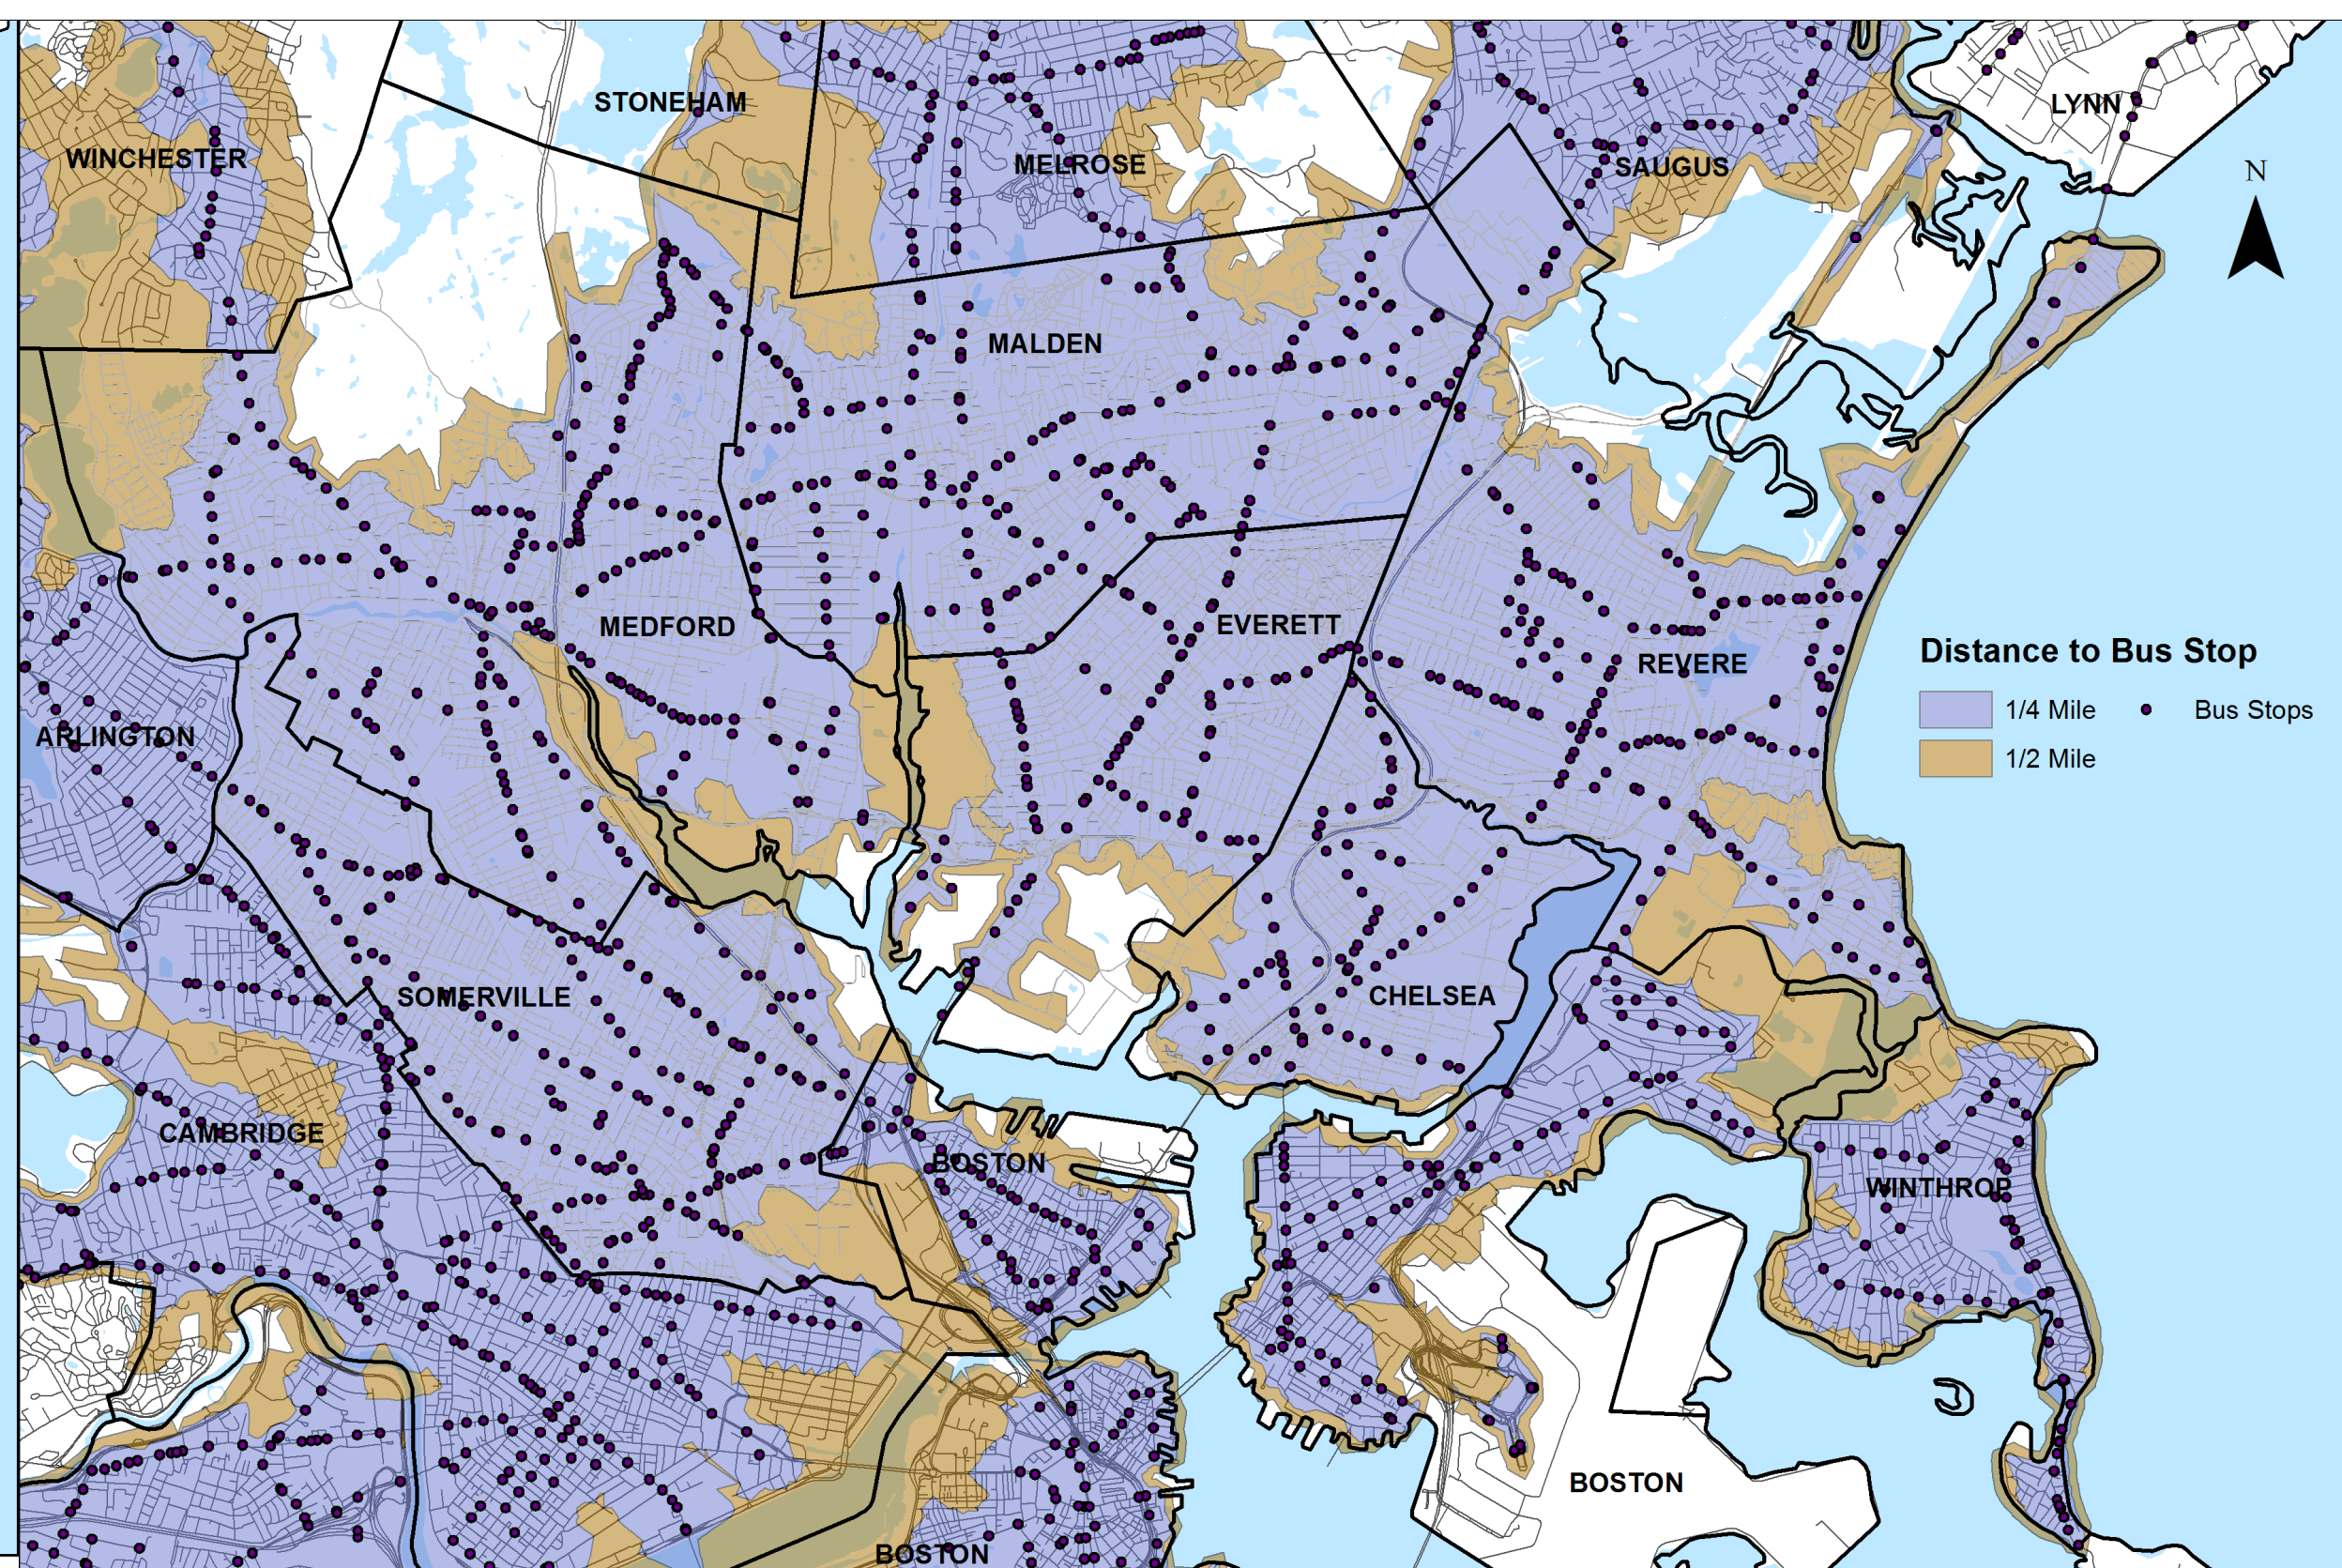 STONEHAM
LYNN
WINCHESTER
MELROSE
SAUGUS
N
MALDEN
MEDFORD
EVERETT
REVERE
Distance to Bus Stop
1/4 Mile
Bus Stops
1/2 Mile
ARLINGTON
SOMERVILLE
CHELSEA
CAMBRIDGE
BOSTON
WINTHROP
BOSTON
BOSTON